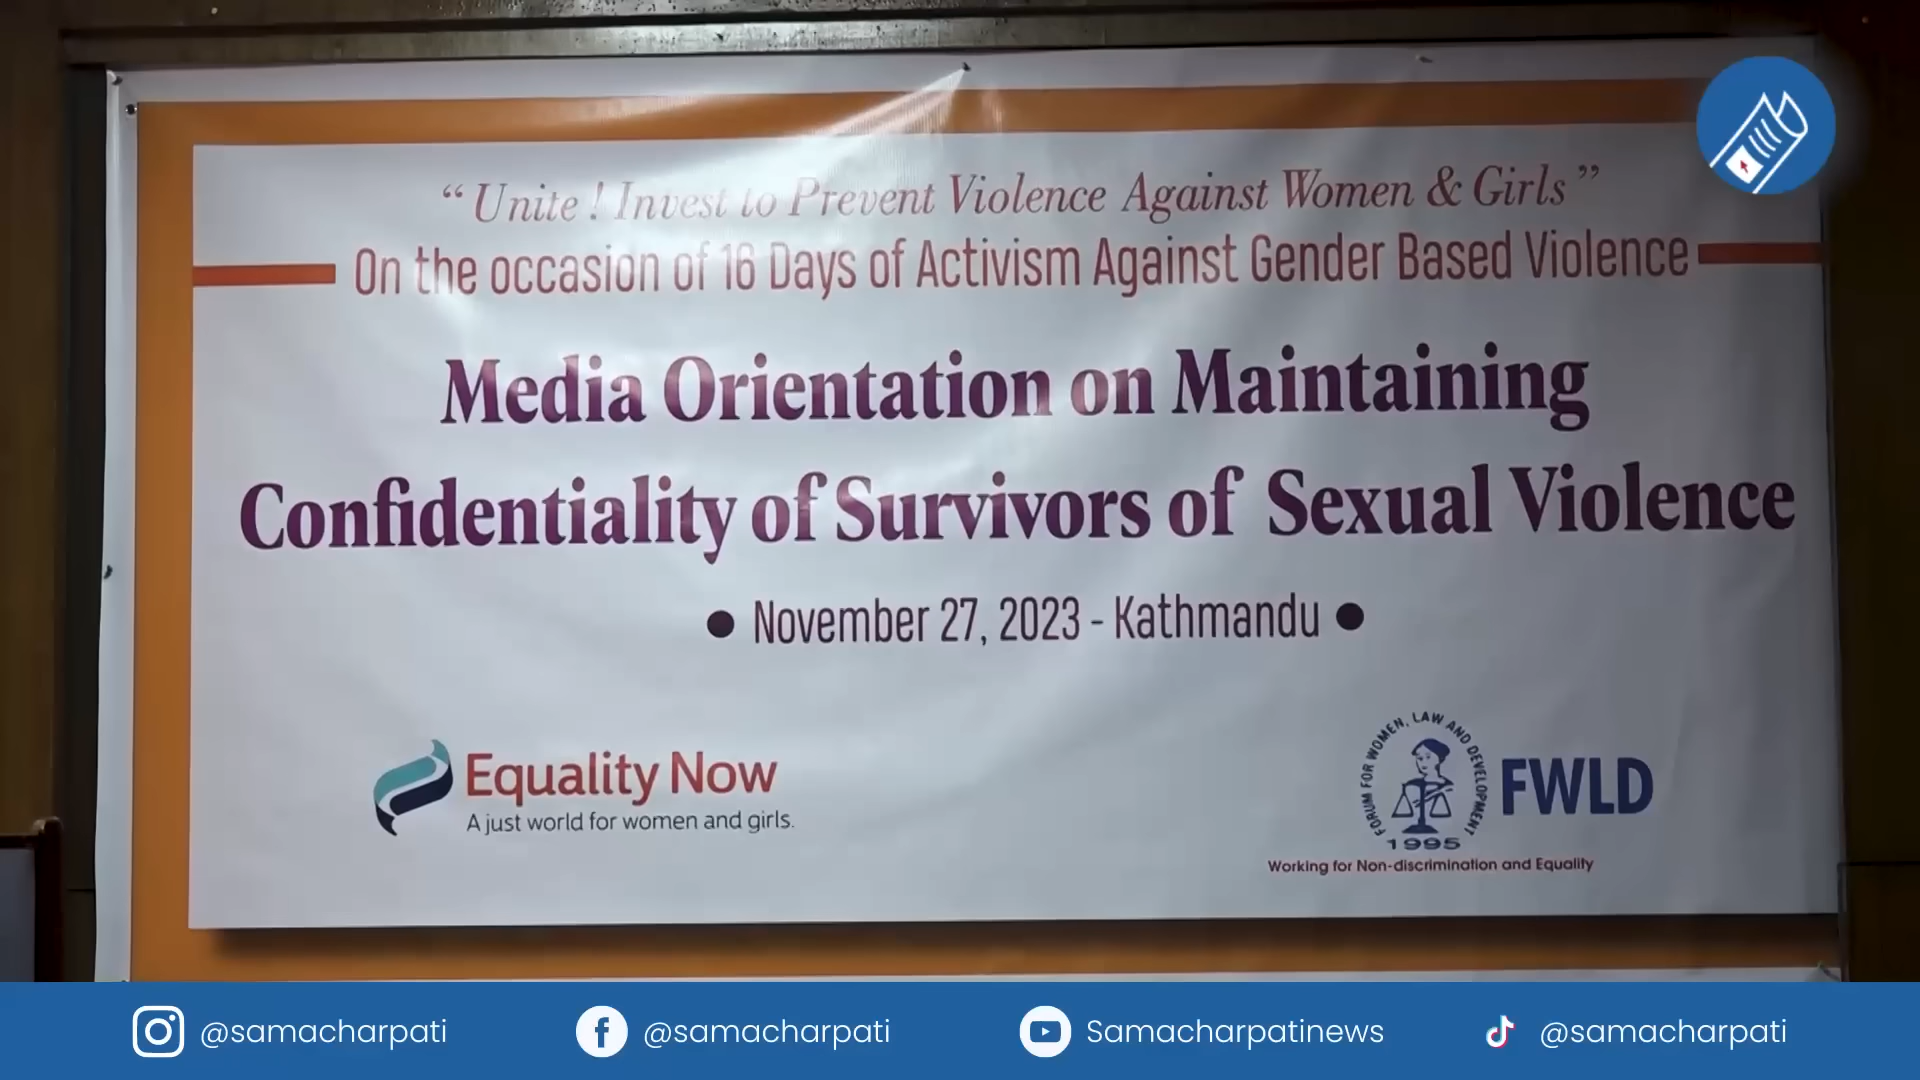 “ Unite ! Invest to Prevent Violence Against Women & Girls ”
On the occasion of 16 Days of Activism Against Gender Based Violence
Media Orientation on Maintaining
Confidentiality of Survivors of Sexual Violence
● November 27, 2023 - Kathmandu ●
Equality Now
A just world for women and girls.
FORUM FOR WOMEN, LAW AND DEVELOPMENT
1995
FWLD
Working for Non-discrimination and Equality
@samacharpati
@samacharpati
Samacharpatinews
@samacharpati